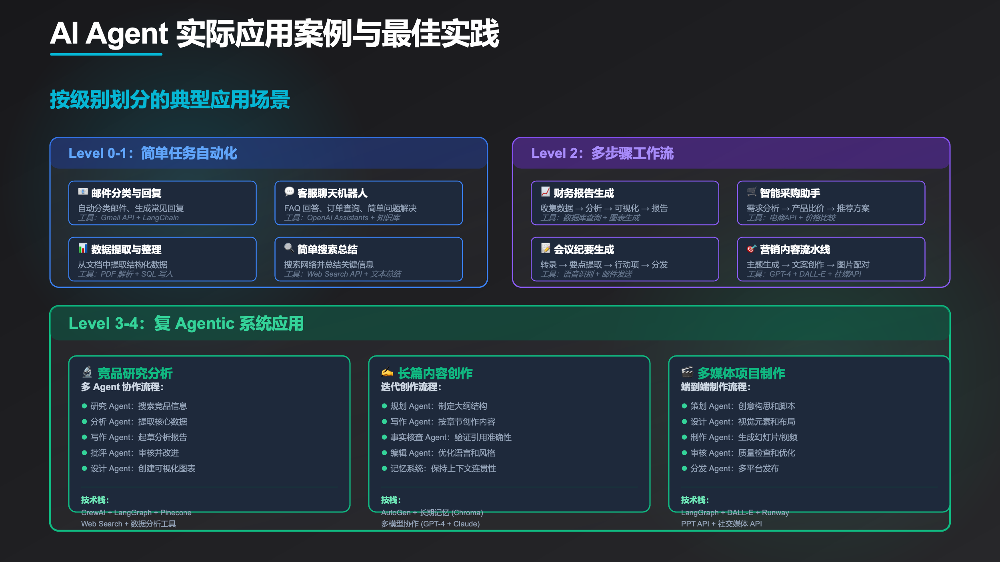 AI Agent 实际应用案例与最佳实践
按级别划分的典型应用场景
Level 0-1：简单任务自动化
📧 邮件分类与回复
自动分类邮件、生成常见回复
工具：Gmail API + LangChain
💬 客服聊天机器人
FAQ 回答、订单查询、简单问题解决
工具：OpenAI Assistants + 知识库
📊 数据提取与整理
从文档中提取结构化数据
工具：PDF 解析 + SQL 写入
🔍 简单搜索总结
搜索网络并总结关键信息
工具：Web Search API + 文本总结
Level 2：多步骤工作流
📈 财务报告生成
收集数据 → 分析 → 可视化 → 报告
工具：数据库查询 + 图表生成
🛒 智能采购助手
需求分析 → 产品比价 → 推荐方案
工具：电商API + 价格比较
📝 会议纪要生成
转录 → 要点提取 → 行动项 → 分发
工具：语音识别 + 邮件发送
🎯 营销内容流水线
主题生成 → 文案创作 → 图片配对
工具：GPT-4 + DALL-E + 社媒API
Level 3-4：复 Agentic 系统应用
🔬 竞品研究分析
多 Agent 协作流程：
● 研究 Agent：搜索竞品信息
● 分析 Agent：提取核心数据
● 写作 Agent：起草分析报告
● 批评 Agent：审核并改进
● 设计 Agent：创建可视化图表
技术栈：
CrewAI + LangGraph + Pinecone
Web Search + 数据分析工具
✍️ 长篇内容创作
迭代创作流程：
● 规划 Agent：制定大纲结构
● 写作 Agent：按章节创作内容
● 事实核查 Agent：验证引用准确性
● 编辑 Agent：优化语言和风格
● 记忆系统：保持上下文连贯性
技栈：
AutoGen + 长期记忆 (Chroma)
多模型协作 (GPT-4 + Claude)
🎬 多媒体项目制作
端到端制作流程：
● 策划 Agent：创意构思和脚本
● 设计 Agent：视觉元素和布局
● 制作 Agent：生成幻灯片/视频
● 审核 Agent：质量检查和优化
● 分发 Agent：多平台发布
技术栈：
LangGraph + DALL-E + Runway
PPT API + 社交媒体 API